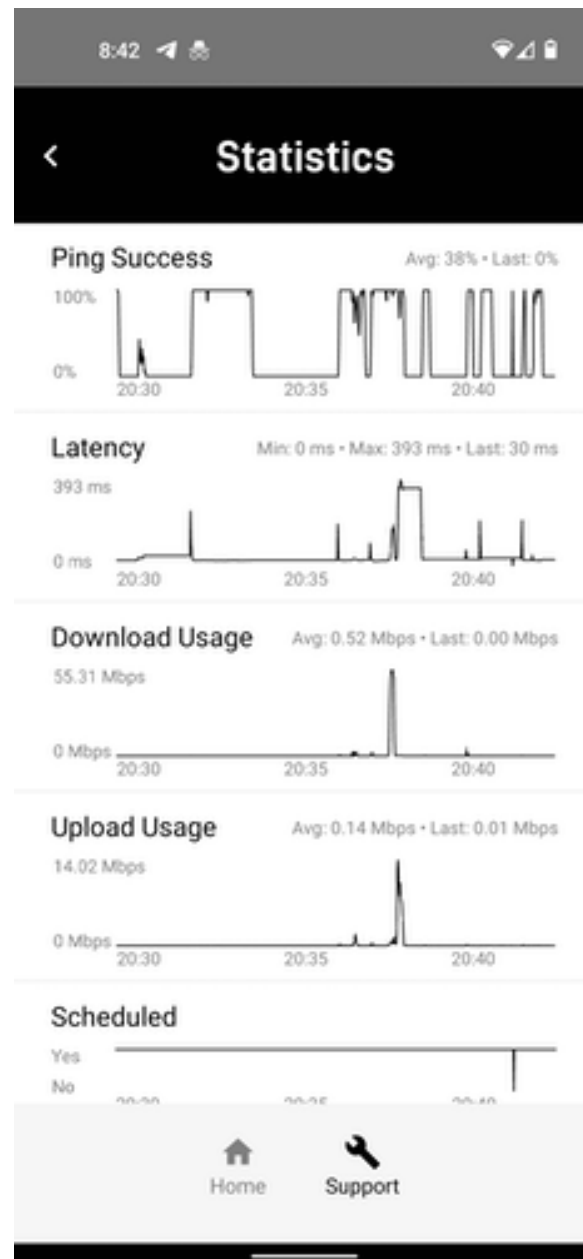 8:42
Statistics
Ping Success Avg: 38% • Last: 0%
100%
0%
20:30 20:35 20:40
Latency Min: 0 ms • Max: 393 ms • Last: 30 ms
393 ms
0 ms
20:30 20:35 20:40
Download Usage Avg: 0.52 Mbps • Last: 0.00 Mbps
55.31 Mbps
0 Mbps
20:30 20:35 20:40
Upload Usage Avg: 0.14 Mbps • Last: 0.01 Mbps
14.02 Mbps
0 Mbps
20:30 20:35 20:40
Scheduled
Yes
No
Home Support